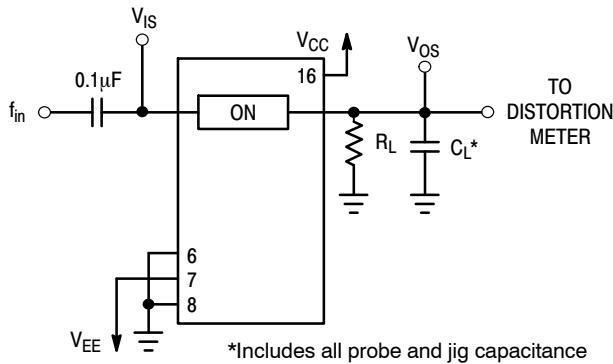 V_IS
V_CC
V_OS
0.1μF
16
f_in
ON
TO
DISTORTION
METER
R_L
C_L*
6
7
8
V_EE
*Includes all probe and jig capacitance